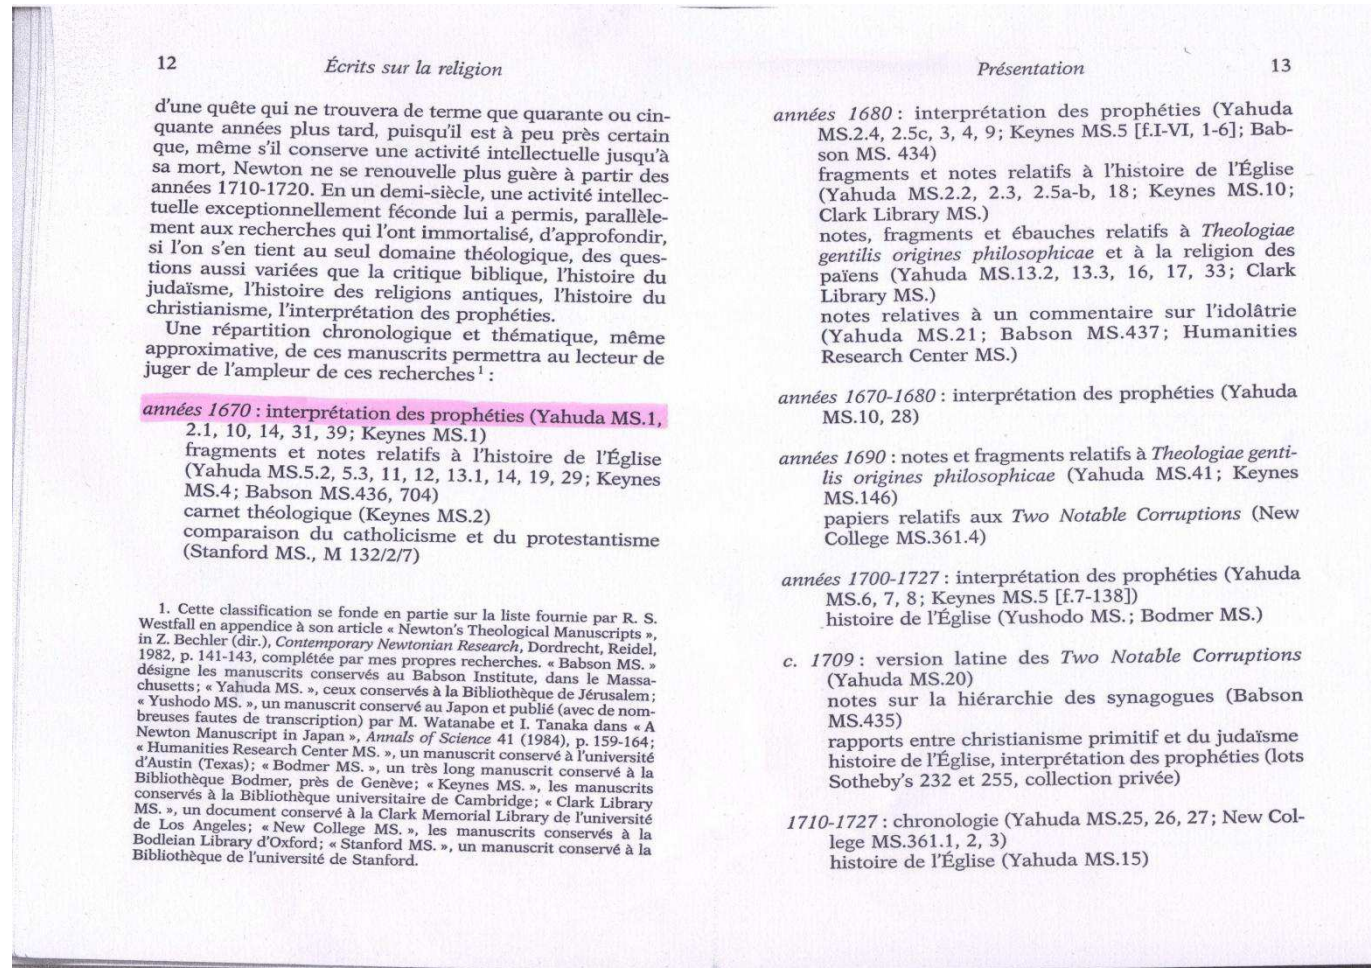 12
Écrits sur la religion
d'une quête qui ne trouvera de terme que quarante ou cin-
quante années plus tard, puisqu'il est à peu près certain
que, même s'il conserve une activité intellectuelle jusqu'à
sa mort, Newton ne se renouvelle plus guère à partir des
années 1710-1720. En un demi-siècle, une activité intellec-
tuelle exceptionnellement féconde lui a permis, parallèle-
ment aux recherches qui l'ont immortalisé, d'approfondir,
si l'on s'en tient au seul domaine théologique, des ques-
tions aussi variées que la critique biblique, l'histoire du
judaïsme, l'histoire des religions antiques, l'histoire du
christianisme, l'interprétation des prophéties.
Une répartition chronologique et thématique, même
approximative, de ces manuscrits permettra au lecteur de
juger de l'ampleur de ces recherches¹ :
années 1670 : interprétation des prophéties (Yahuda MS.1,
2.1, 10, 14, 31, 39; Keynes MS.1)
fragments et notes relatifs à l'histoire de l'Église
(Yahuda MS.5.2, 5.3, 11, 12, 13.1, 14, 19, 29; Keynes
MS.4; Babson MS.436, 704)
carnet théologique (Keynes MS.2)
comparaison du catholicisme et du protestantisme
(Stanford MS., M 132/2/7)
1. Cette classification se fonde en partie sur la liste fournie par R. S.
Westfall en appendice à son article « Newton's Theological Manuscripts »,
in Z. Bechler (dir.), Contemporary Newtonian Research, Dordrecht, Reidel,
1982, p. 141-143, complétée par mes propres recherches. « Babson MS. »
désigne les manuscrits conservés au Babson Institute, dans le Massa-
chusetts; « Yahuda MS. », ceux conservés à la Bibliothèque de Jérusalem;
« Yushodo MS. », un manuscrit conservé au Japon et publié (avec de nom-
breuses fautes de transcription) par M. Watanabe et I. Tanaka dans « A
Newton Manuscript in Japan », Annals of Science 41 (1984), p. 159-164;
« Humanities Research Center MS. », un manuscrit conservé à l'université
d'Austin (Texas); « Bodmer MS. », un très long manuscrit conservé à la
Bibliothèque Bodmer, près de Genève; « Keynes MS. », les manuscrits
conservés à la Bibliothèque universitaire de Cambridge; « Clark Library
MS. », un document conservé à la Clark Memorial Library de l'université
de Los Angeles; « New College MS. », les manuscrits conservés à la
Bodleian Library d'Oxford; « Stanford MS. », un manuscrit conservé à la
Bibliothèque de l'université de Stanford.
Présentation
13
années 1680 : interprétation des prophéties (Yahuda
MS.2.4, 2.5c, 3, 4, 9; Keynes MS.5 [f.I-VI, 1-6]; Bab-
son MS. 434)
fragments et notes relatifs à l'histoire de l'Église
(Yahuda MS.2.2, 2.3, 2.5a-b, 18; Keynes MS.10;
Clark Library MS.)
notes, fragments et ébauches relatifs à Theologiae
gentilis origines philosophicae et à la religion des
païens (Yahuda MS.13.2, 13.3, 16, 17, 33; Clark
Library MS.)
notes relatives à un commentaire sur l'idolâtrie
(Yahuda MS.21; Babson MS.437; Humanities
Research Center MS.)
années 1670-1680 : interprétation des prophéties (Yahuda
MS.10, 28)
années 1690 : notes et fragments relatifs à Theologiae genti-
lis origines philosophicae (Yahuda MS.41; Keynes
MS.146)
papiers relatifs aux Two Notable Corruptions (New
College MS.361.4)
années 1700-1727 : interprétation des prophéties (Yahuda
MS.6, 7, 8; Keynes MS.5 [f.7-138])
histoire de l'Église (Yushodo MS.; Bodmer MS.)
c. 1709 : version latine des Two Notable Corruptions
(Yahuda MS.20)
notes sur la hiérarchie des synagogues (Babson
MS.435)
rapports entre christianisme primitif et du judaïsme
histoire de l'Église, interprétation des prophéties (lots
Sotheby's 232 et 255, collection privée)
1710-1727 : chronologie (Yahuda MS.25, 26, 27; New Col-
lege MS.361.1, 2, 3)
histoire de l'Église (Yahuda MS.15)